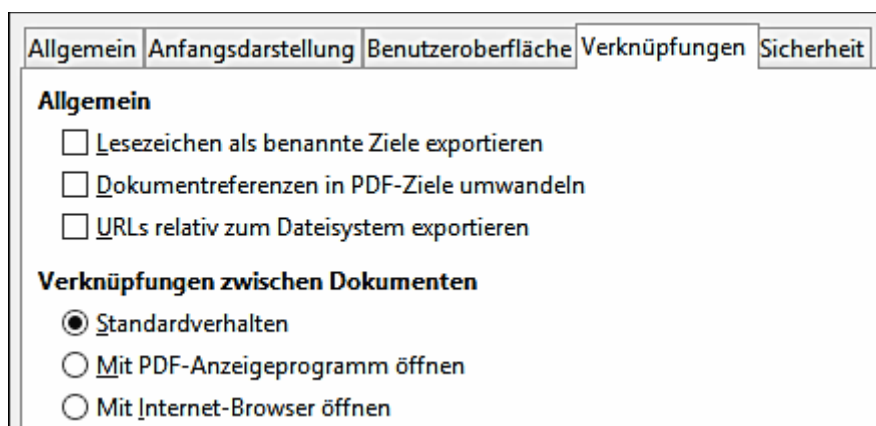 Allgemein Anfangsdarstellung Benutzeroberfläche Verknüpfungen Sicherheit
Allgemein
Lesezeichen als benannte Ziele exportieren
Dokumentreferenzen in PDF-Ziele umwandeln
URLs relativ zum Dateisystem exportieren
Verknüpfungen zwischen Dokumenten
Standardverhalten
Mit PDF-Anzeigeprogramm öffnen
Mit Internet-Browser öffnen